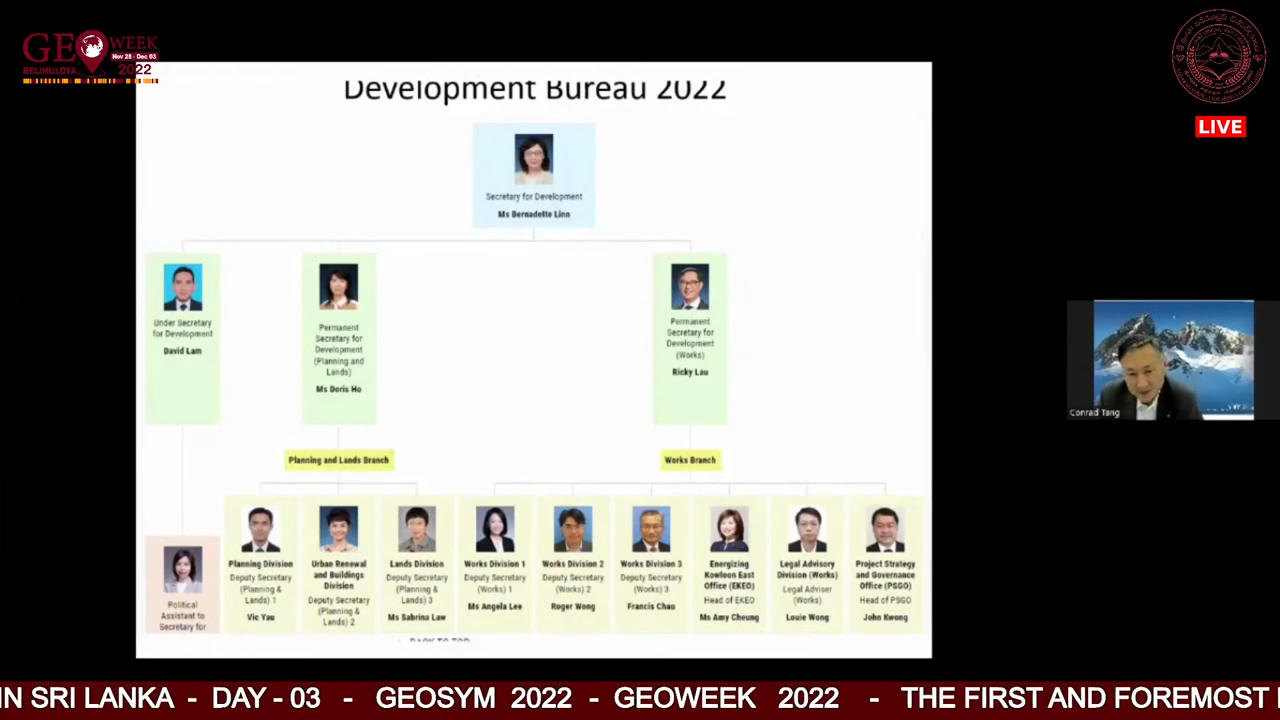 GEOWEEK
Nov 28 - Dec 03
BELIHULOYA
2022
LIVE
Development Bureau 2022
Secretary for Development
Ms Bernadette Linn
Under Secretary
for Development
David Lam
Permanent
Secretary for
Development
(Planning and
Lands)
Ms Doris Ho
Permanent
Secretary for
Development
(Works)
Ricky Lau
Conrad Tang
Planning and Lands Branch
Works Branch
Political
Assistant to
Secretary for
Planning Division
Deputy Secretary
(Planning &
Lands) 1
Vic Yau
Urban Renewal
and Buildings
Division
Deputy Secretary
(Planning &
Lands) 2
Lands Division
Deputy Secretary
(Planning &
Lands) 3
Ms Sabrina Law
Works Division 1
Deputy Secretary
(Works) 1
Ms Angela Lee
Works Division 2
Deputy Secretary
(Works) 2
Roger Wong
Works Division 3
Deputy Secretary
(Works) 3
Francis Chau
Energizing
Kowloon East
Office (EKEO)
Head of EKEO
Ms Amy Cheung
Legal Advisory
Division (Works)
Legal Adviser
(Works)
Louie Wong
Project Strategy
and Governance
Office (PSGO)
Head of PSGO
John Kwong
BACK TO TOP
IN SRI LANKA - DAY - 03 - GEOSYM 2022 - GEOWEEK 2022 - THE FIRST AND FOREMOST